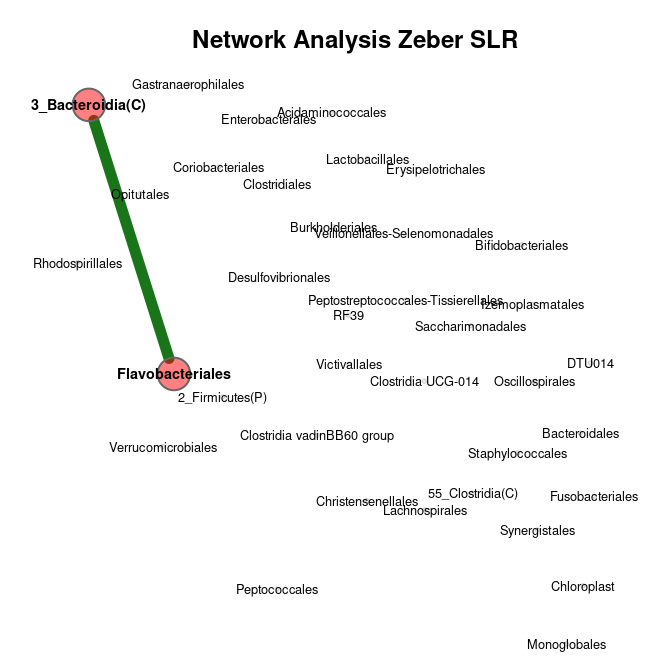 Network Analysis Zeber SLR
Gastranaerophilales
3_Bacteroidia(C)
Acidaminococcales
Enterobacterales
Lactobacillales
Coriobacteriales
Erysipelotrichales
Clostridiales
Opitutales
Burkholderiales
Veillonellales-Selenomonadales
Bifidobacteriales
Rhodospirillales
Desulfovibrionales
Peptostreptococcales-Tissierellales
Izemoplasmatales
RF39
Saccharimonadales
Victivallales
DTU014
Flavobacteriales
Clostridia UCG-014
Oscillospirales
2_Firmicutes(P)
Clostridia vadinBB60 group
Bacteroidales
Verrucomicrobiales
Staphylococcales
55_Clostridia(C)
Fusobacteriales
Christensenellales
Lachnospirales
Synergistales
Peptococcales
Chloroplast
Monoglobales